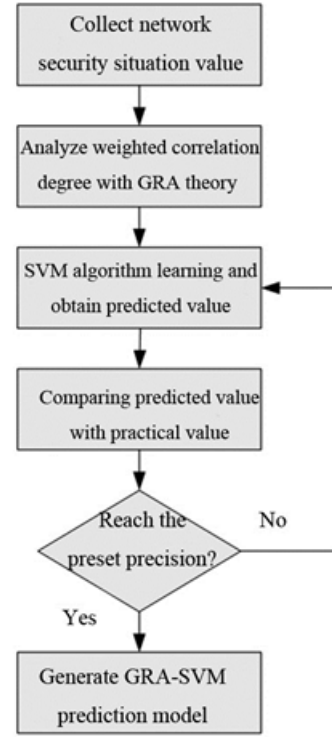 Collect network
security situation value
Analyze weighted correlation
degree with GRA theory
SVM algorithm learning and
obtain predicted value
Comparing predicted value
with practical value
Reach the
preset precision?
No
Yes
Generate GRA-SVM
prediction model